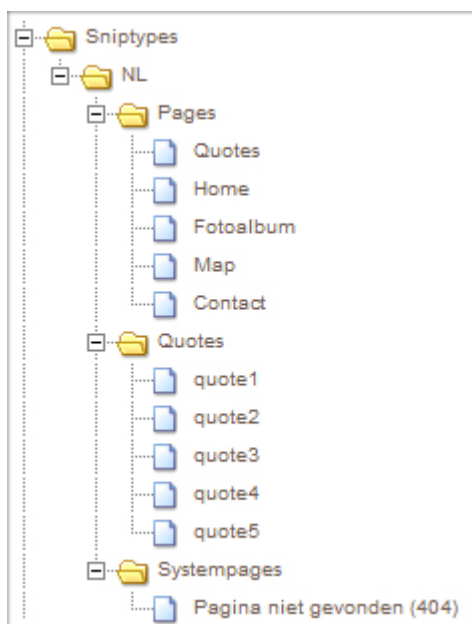 Sniptypes
NL
Pages
Quotes
Home
Fotoalbum
Map
Contact
Quotes
quote1
quote2
quote3
quote4
quote5
Systempages
Pagina niet gevonden (404)